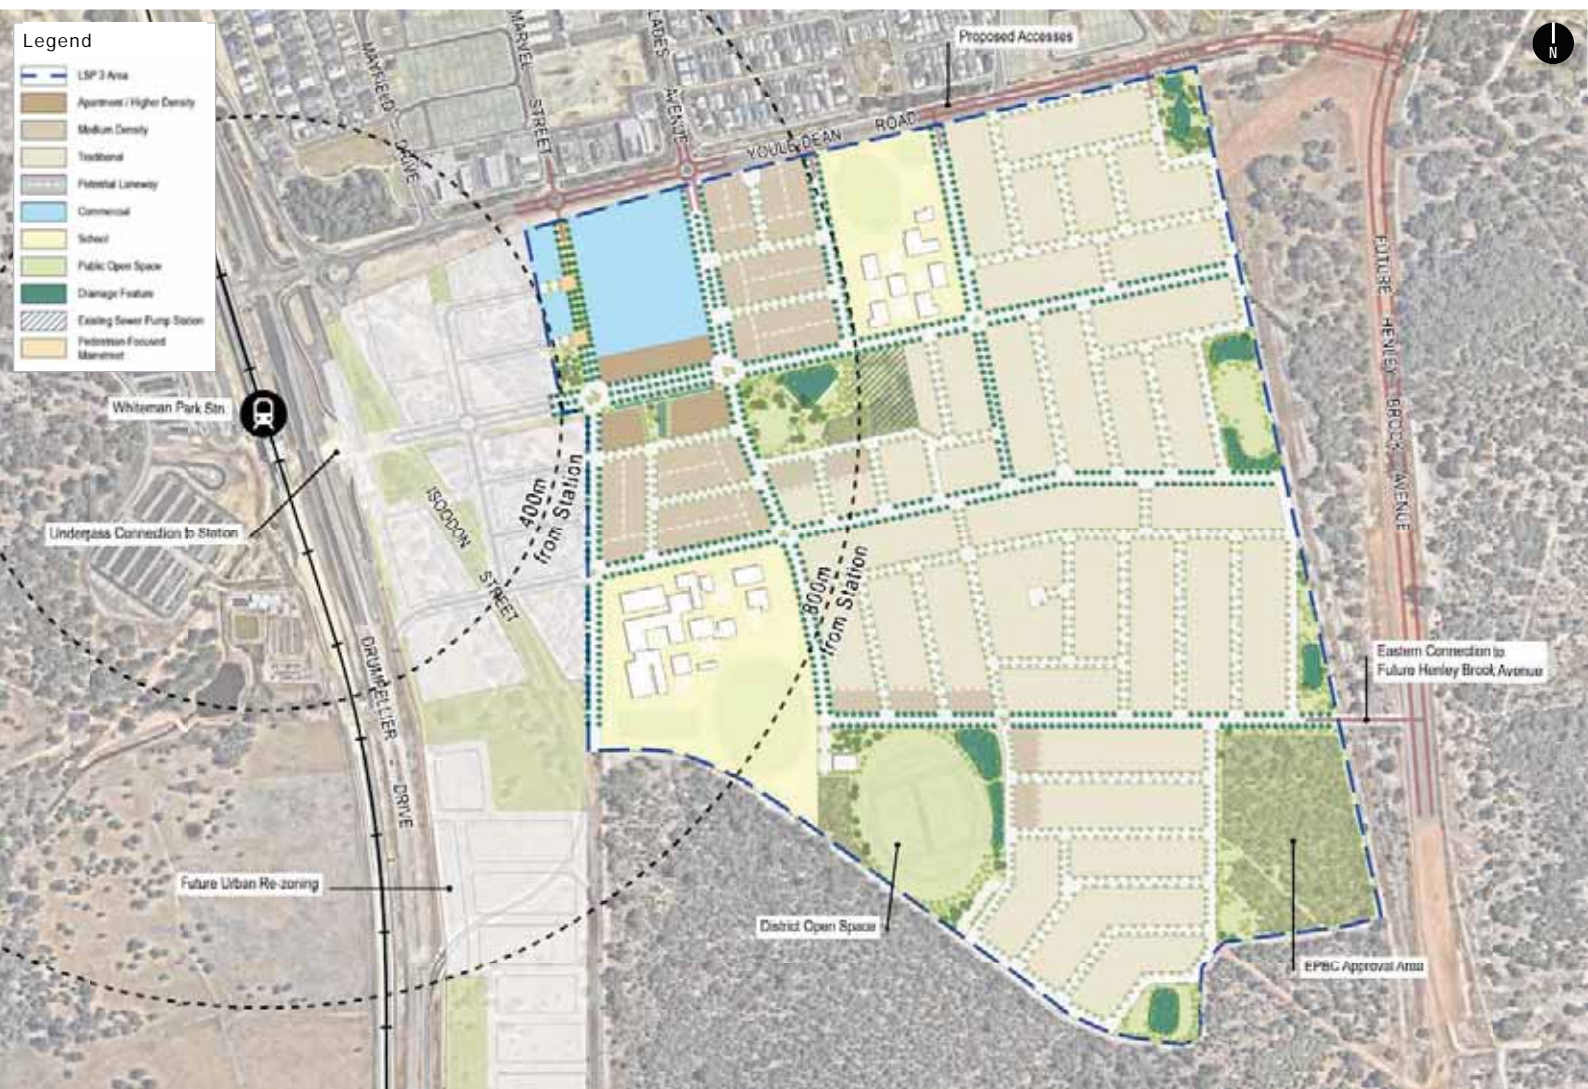 Legend
LSP 3 Area
Apartment / Higher Density
Medium Density
Traditional
Potential Laneway
Commercial
School
Public Open Space
Drainage Feature
Existing Sewer Pump Station
Pedestrian-Focused
Mainstreet
MAYFIELD
DRIVE
MARVEL
STREET
LADE'S
AVENUE
Proposed Accesses
N
YOULE-DEAN
ROAD
Whiteman Park Stn.
Underpass Connection to Station
400m
from Station
ISOODON
STREET
800m
from Station
DRUMPELLIER
DRIVE
FUTURE
HENLEY
BROOK
AVENUE
Eastern Connection to
Future Henley Brook Avenue
Future Urban Re-zoning
District Open Space
EPBC Approval Area